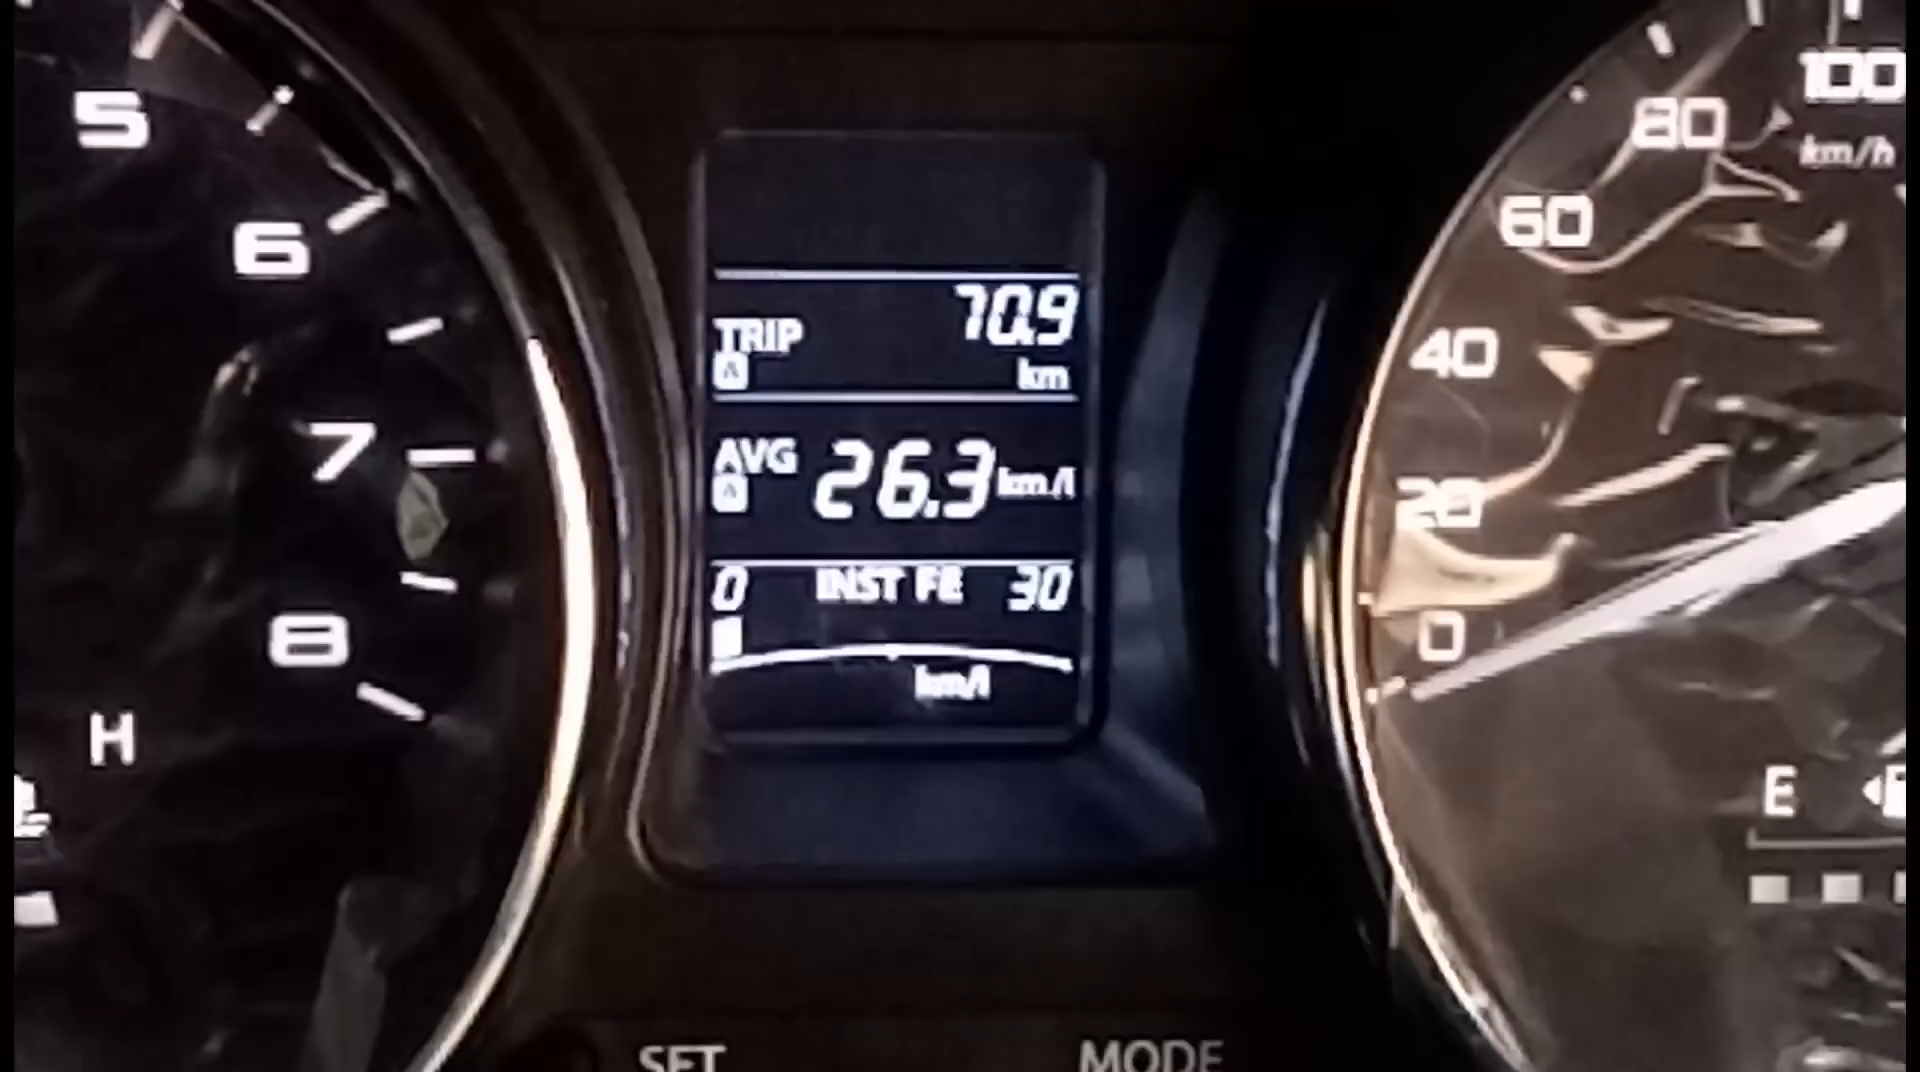 5
6
7
8
H
TRIP
A
70.9
km
AVG
A
26.3 km/l
0 INST FE 30
km/l
SET
MODE
100
80
km/h
60
40
20
0
E